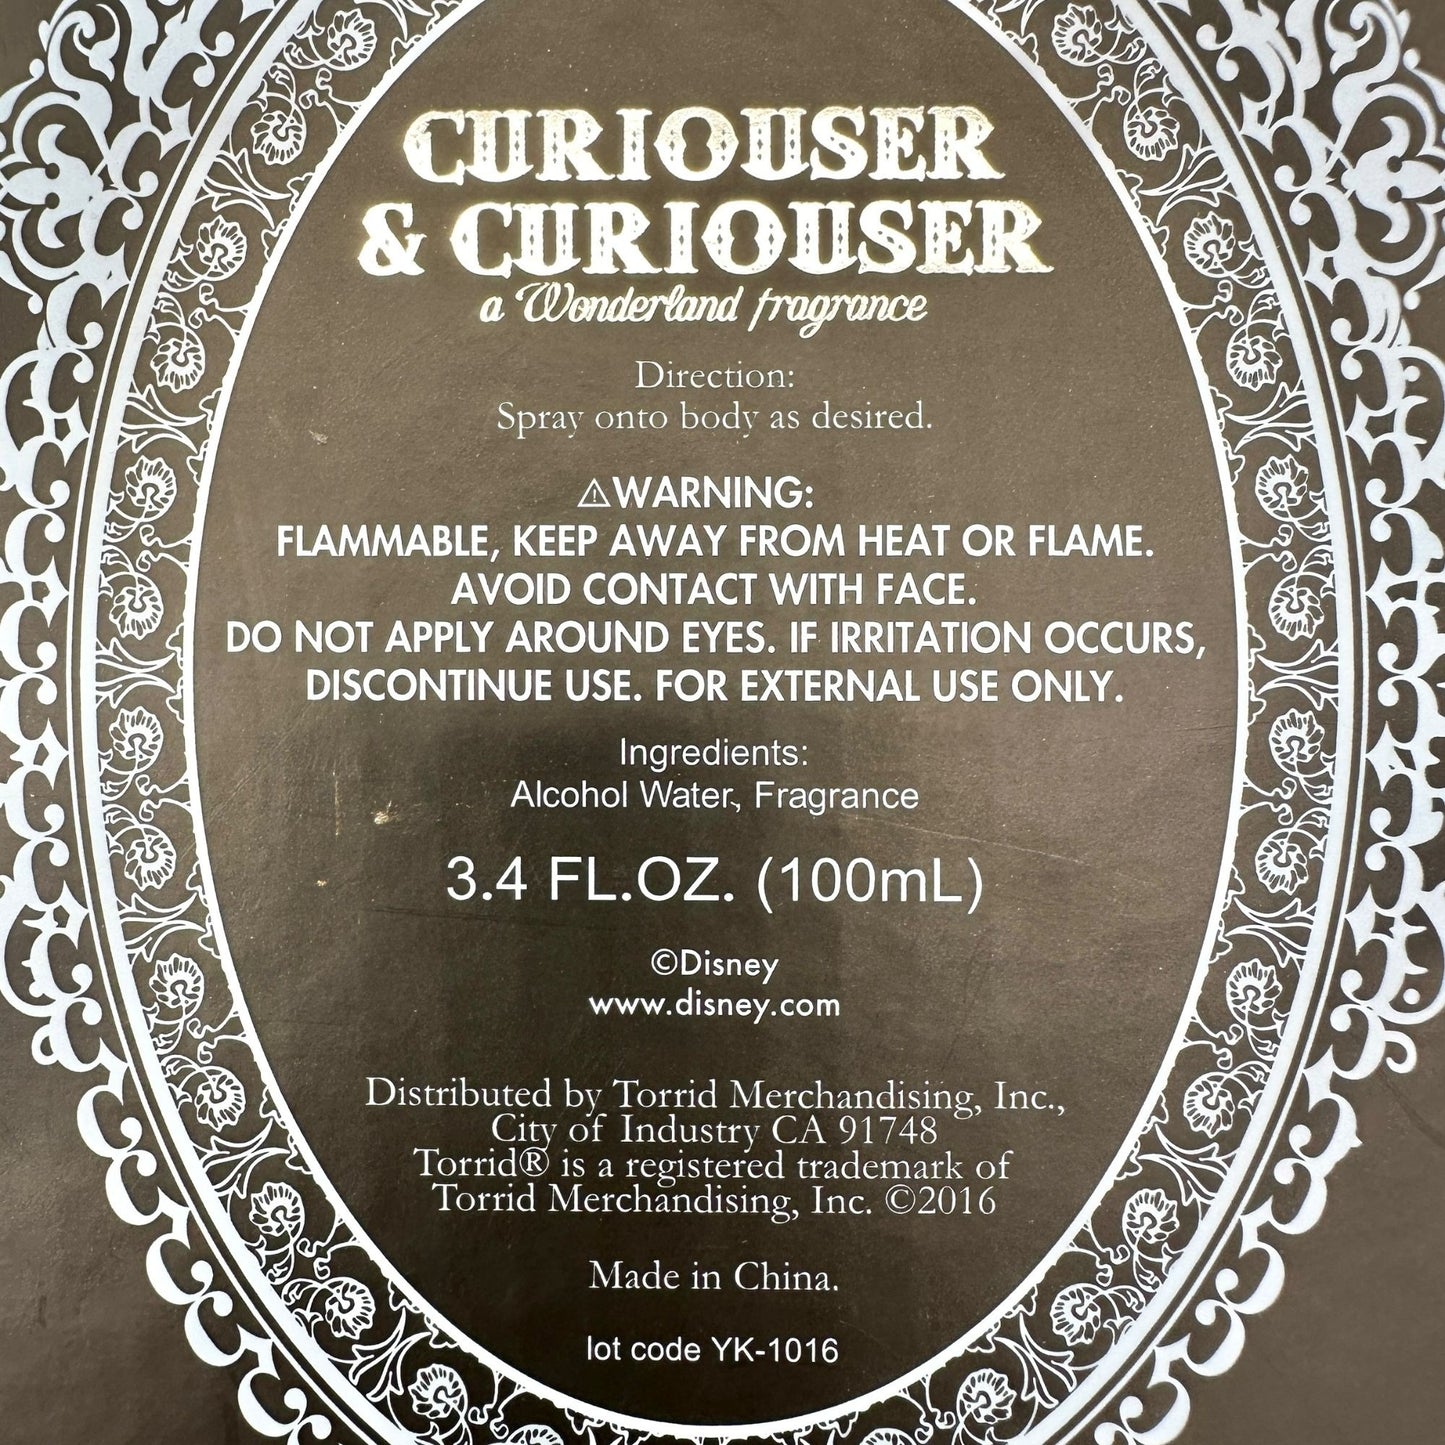 CURIOUSER
& CURIOUSER
a Wonderland fragrance
Direction:
Spray onto body as desired.
⚠WARNING:
FLAMMABLE, KEEP AWAY FROM HEAT OR FLAME.
AVOID CONTACT WITH FACE.
DO NOT APPLY AROUND EYES. IF IRRITATION OCCURS,
DISCONTINUE USE. FOR EXTERNAL USE ONLY.
Ingredients:
Alcohol Water, Fragrance
3.4 FL.OZ. (100mL)
©Disney
www.disney.com
Distributed by Torrid Merchandising, Inc.,
City of Industry CA 91748
Torrid® is a registered trademark of
Torrid Merchandising, Inc. ©2016
Made in China.
lot code YK-1016